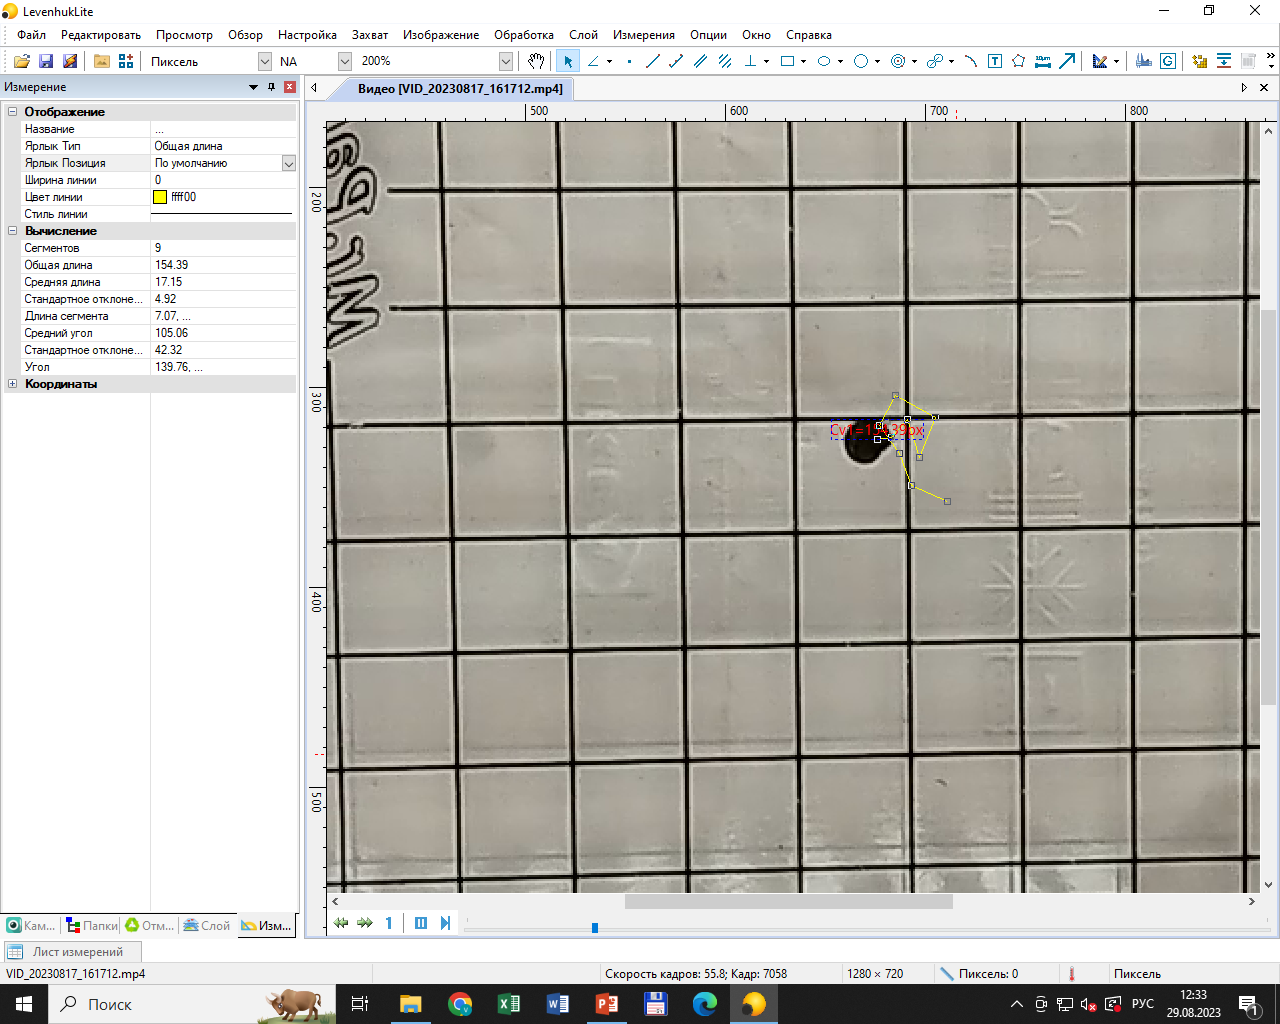 LevenhukLite
Файл Редактировать Просмотр Обзор Настройка Захват Изображение Обработка Слой Измерения Опции Окно Справка
Пиксель NA 200%
Измерение
Видео [VID_20230817_161712.mp4]
Отображение
Название ...
Ярлык Тип Общая длина
Ярлык Позиция По умолчанию
Ширина линии 0
Цвет линии ffff00
Стиль линии
Вычисление
Сегментов 9
Общая длина 154.39
Средняя длина 17.15
Стандартное отклоне... 4.92
Длина сегмента 7.07, ...
Средний угол 105.06
Стандартное отклоне... 42.32
Угол 139.76, ...
Координаты
500 600 700 800
200
300
400
500
Cv1=154.39px
1
Кам... Папки Отм... Слой Изм...
Лист измерений
VID_20230817_161712.mp4 Скорость кадров: 55.8; Кадр: 7058 1280 × 720 Пиксель: 0 Пиксель
Поиск
РУС
12:33
29.08.2023
1